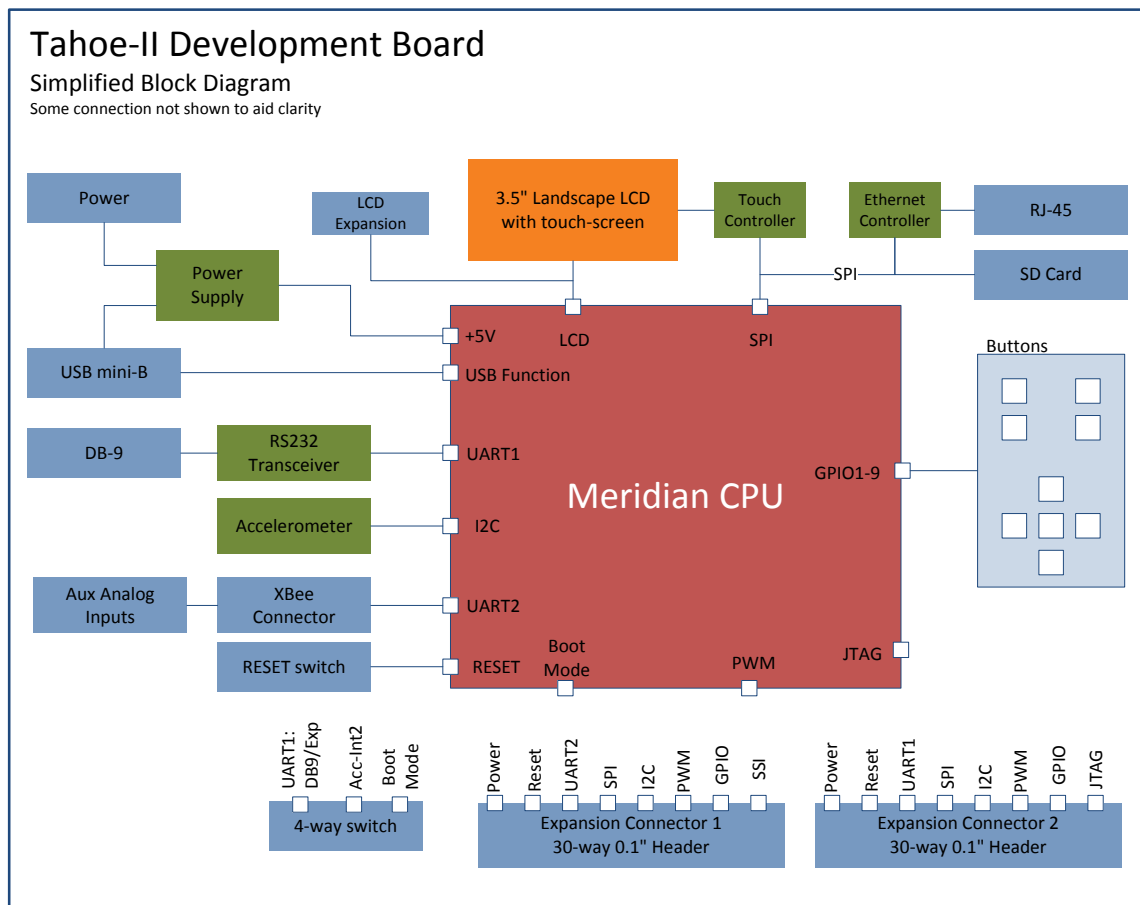 Tahoe-II Development Board
Simplified Block Diagram
Some connection not shown to aid clarity
Power
LCD
Expansion
3.5" Landscape LCD
with touch-screen
Touch
Controller
Ethernet
Controller
RJ-45
Power
Supply
SPI
SD Card
+5V
LCD
SPI
USB mini-B
USB Function
Buttons
DB-9
RS232
Transceiver
UART1
GPIO1-9
Meridian CPU
Accelerometer
I2C
Aux Analog
Inputs
XBee
Connector
UART2
RESET switch
RESET
Boot
Mode
PWM
JTAG
UART1:
DB9/Exp
Acc-Int2
Boot
Mode
4-way switch
Power
Reset
UART2
SPI
I2C
PWM
GPIO
SSI
Expansion Connector 1
30-way 0.1" Header
Power
Reset
UART1
SPI
I2C
PWM
GPIO
JTAG
Expansion Connector 2
30-way 0.1" Header